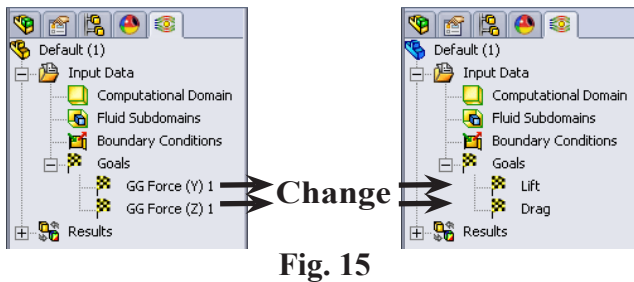 Default (1)
Input Data
Computational Domain
Fluid Subdomains
Boundary Conditions
Goals
GG Force (Y) 1
GG Force (Z) 1
Results
Change
Default (1)
Input Data
Computational Domain
Fluid Subdomains
Boundary Conditions
Goals
Lift
Drag
Results
Fig. 15